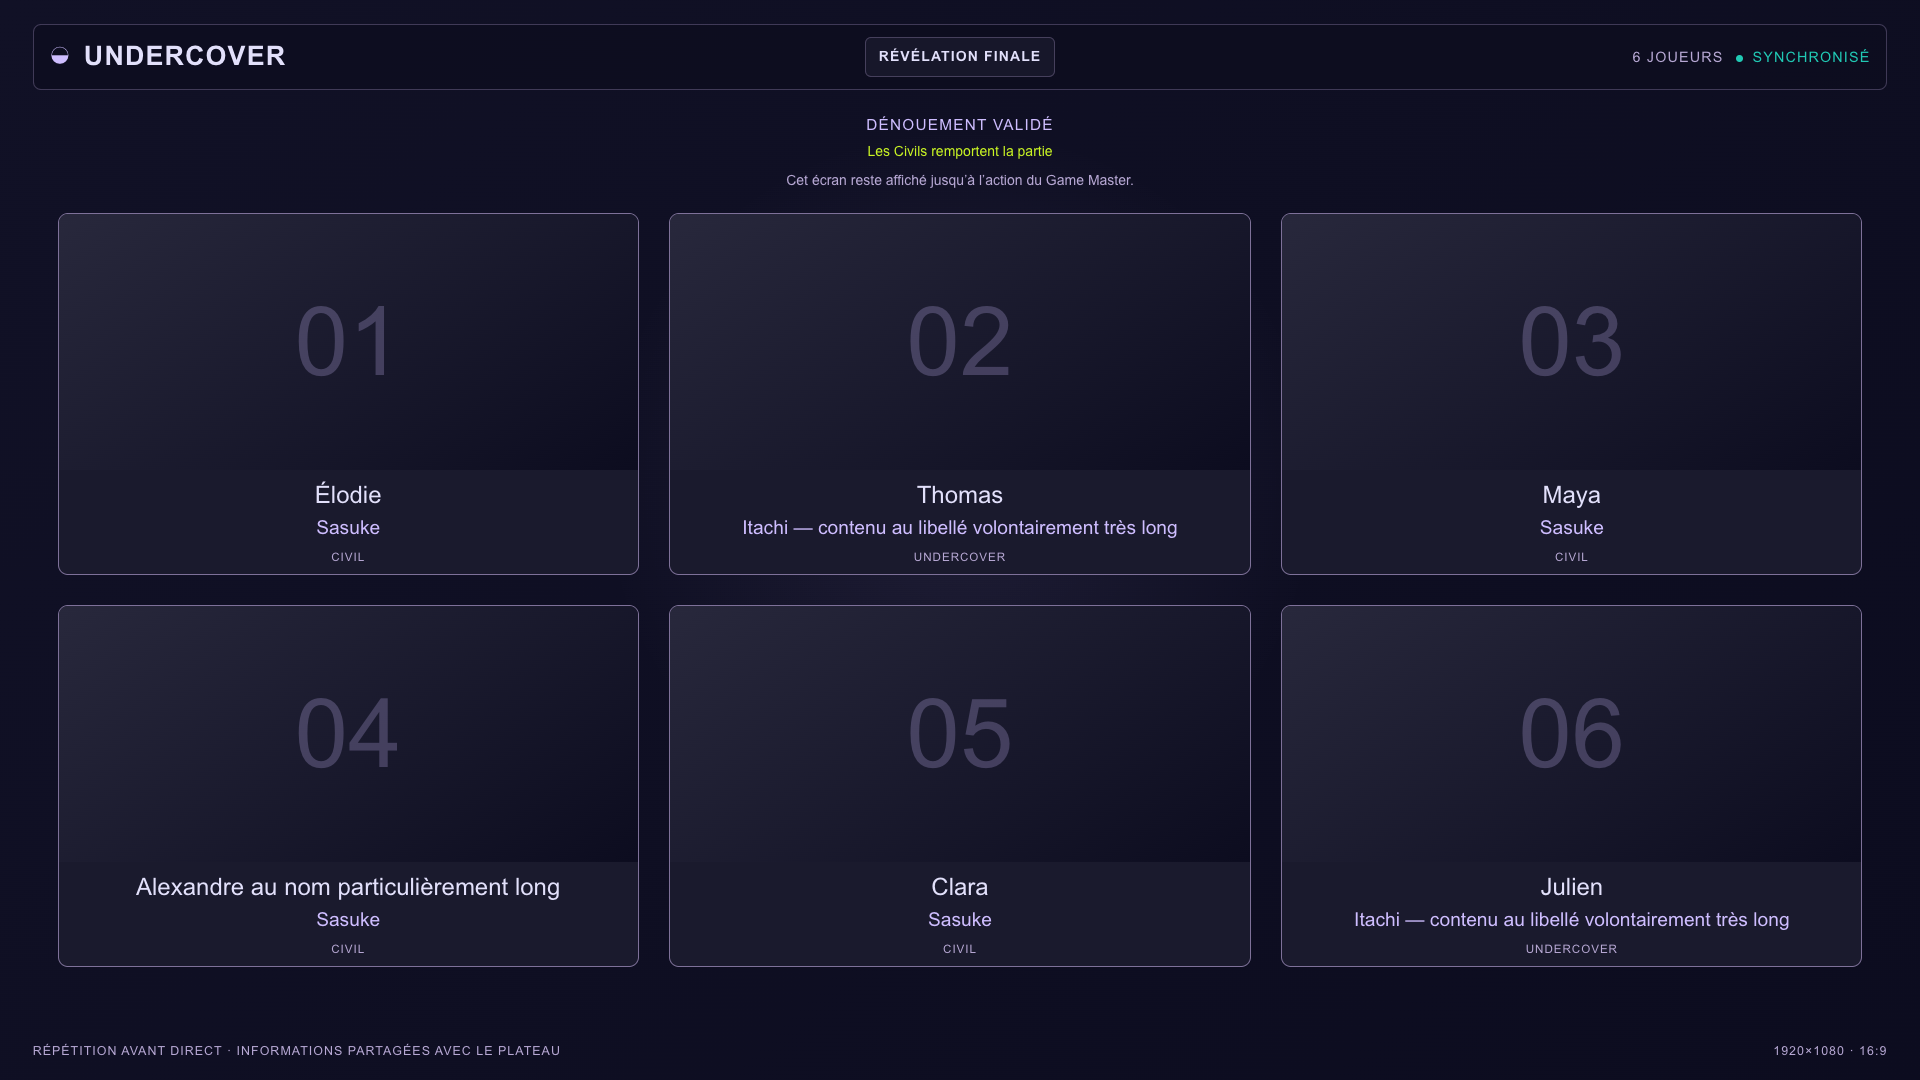 UNDERCOVER
RÉVÉLATION FINALE
6 JOUEURS ● SYNCHRONISÉ
DÉNOUEMENT VALIDÉ
Les Civils remportent la partie
Cet écran reste affiché jusqu’à l’action du Game Master.
01
02
03
Élodie
Sasuke
CIVIL
Thomas
Itachi — contenu au libellé volontairement très long
UNDERCOVER
Maya
Sasuke
CIVIL
04
05
06
Alexandre au nom particulièrement long
Sasuke
CIVIL
Clara
Sasuke
CIVIL
Julien
Itachi — contenu au libellé volontairement très long
UNDERCOVER
RÉPÉTITION AVANT DIRECT · INFORMATIONS PARTAGÉES AVEC LE PLATEAU
1920×1080 · 16:9